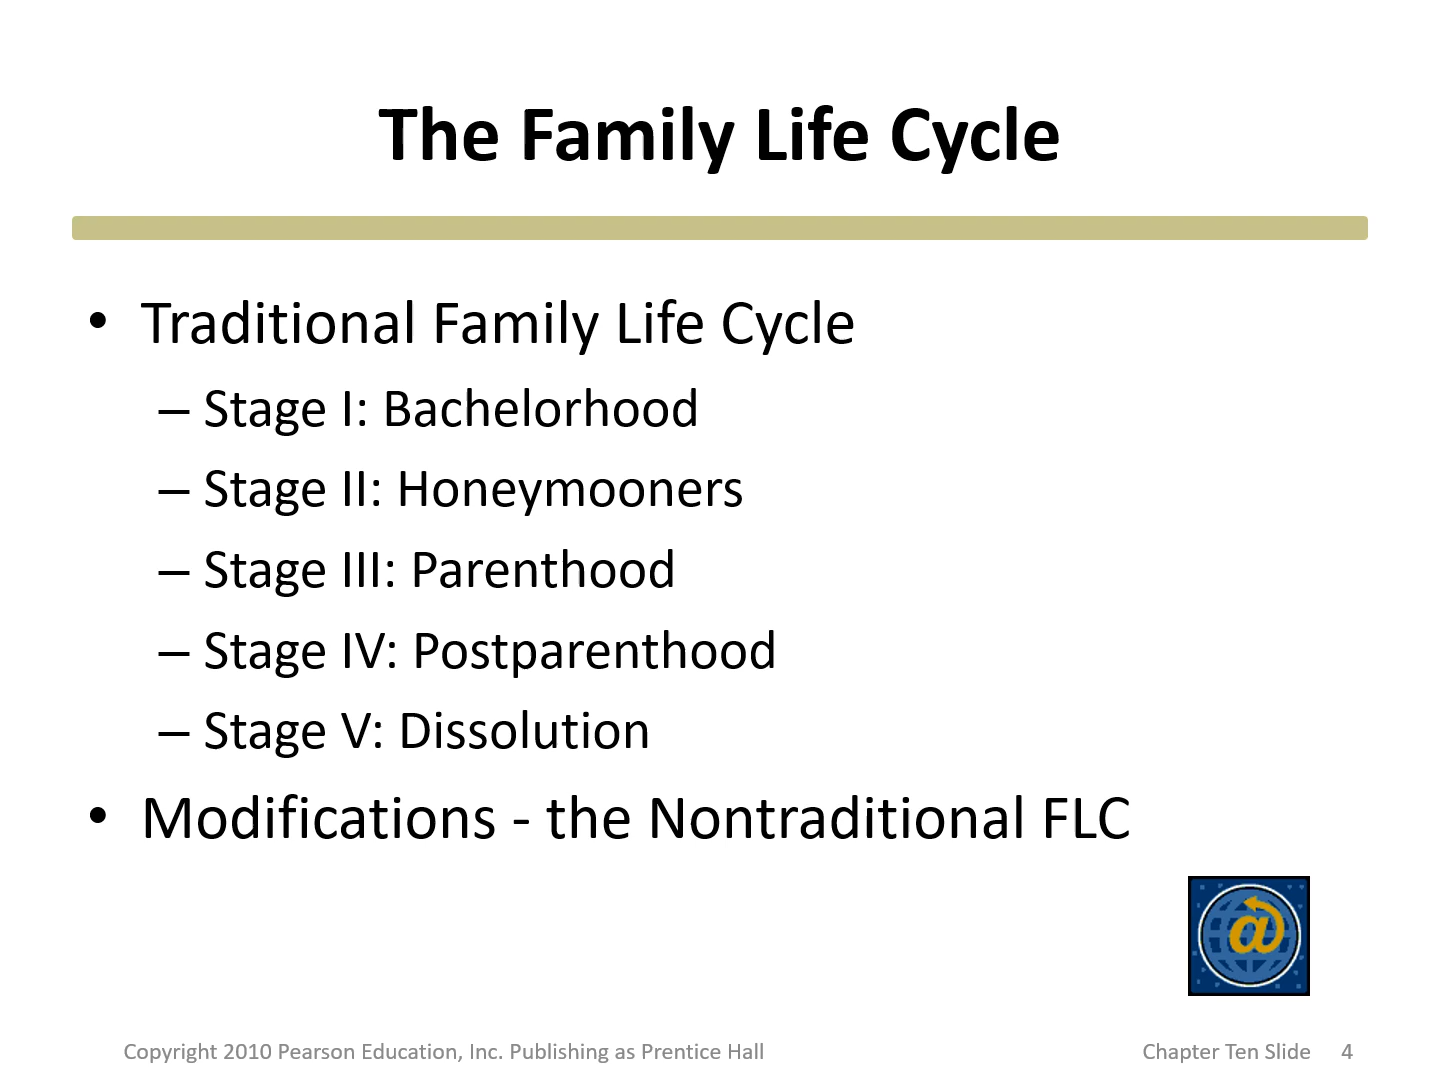 The Family Life Cycle
• Traditional Family Life Cycle
– Stage I: Bachelorhood
– Stage II: Honeymooners
– Stage III: Parenthood
– Stage IV: Postparenthood
– Stage V: Dissolution
• Modifications - the Nontraditional FLC
@
Copyright 2010 Pearson Education, Inc. Publishing as Prentice Hall
Chapter Ten Slide 4